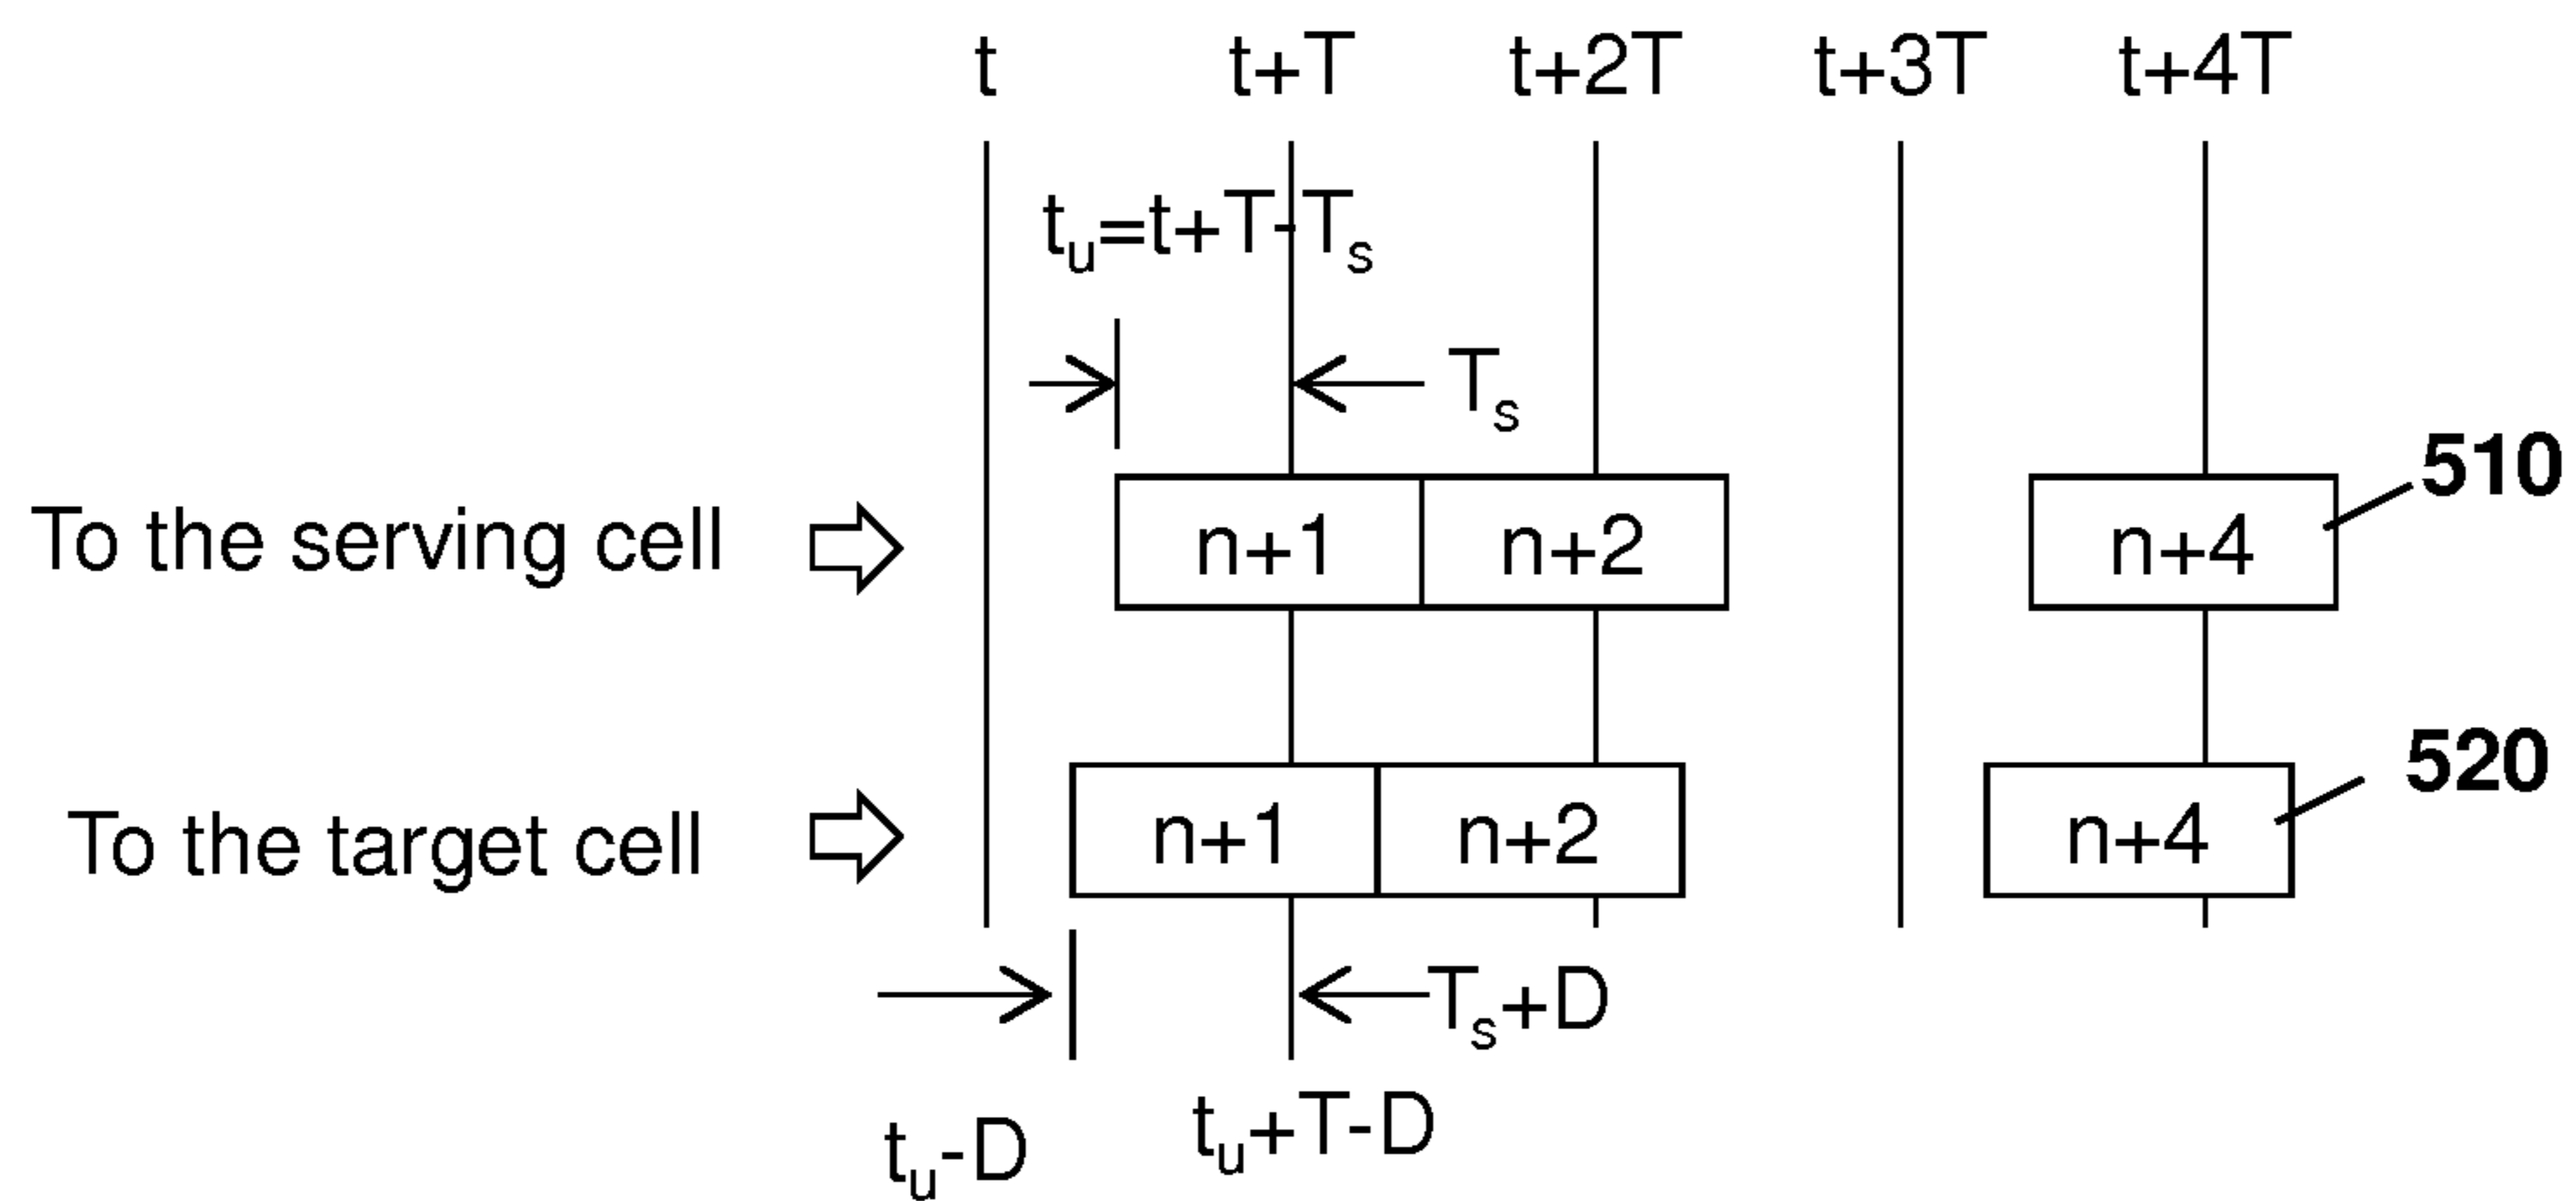 t t+T t+2T t+3T t+4T
tᵤ=t+T-Tₛ
Tₛ
510
To the serving cell n+1 n+2 n+4
520
To the target cell n+1 n+2 n+4
Tₛ+D
tᵤ-D tᵤ+T-D